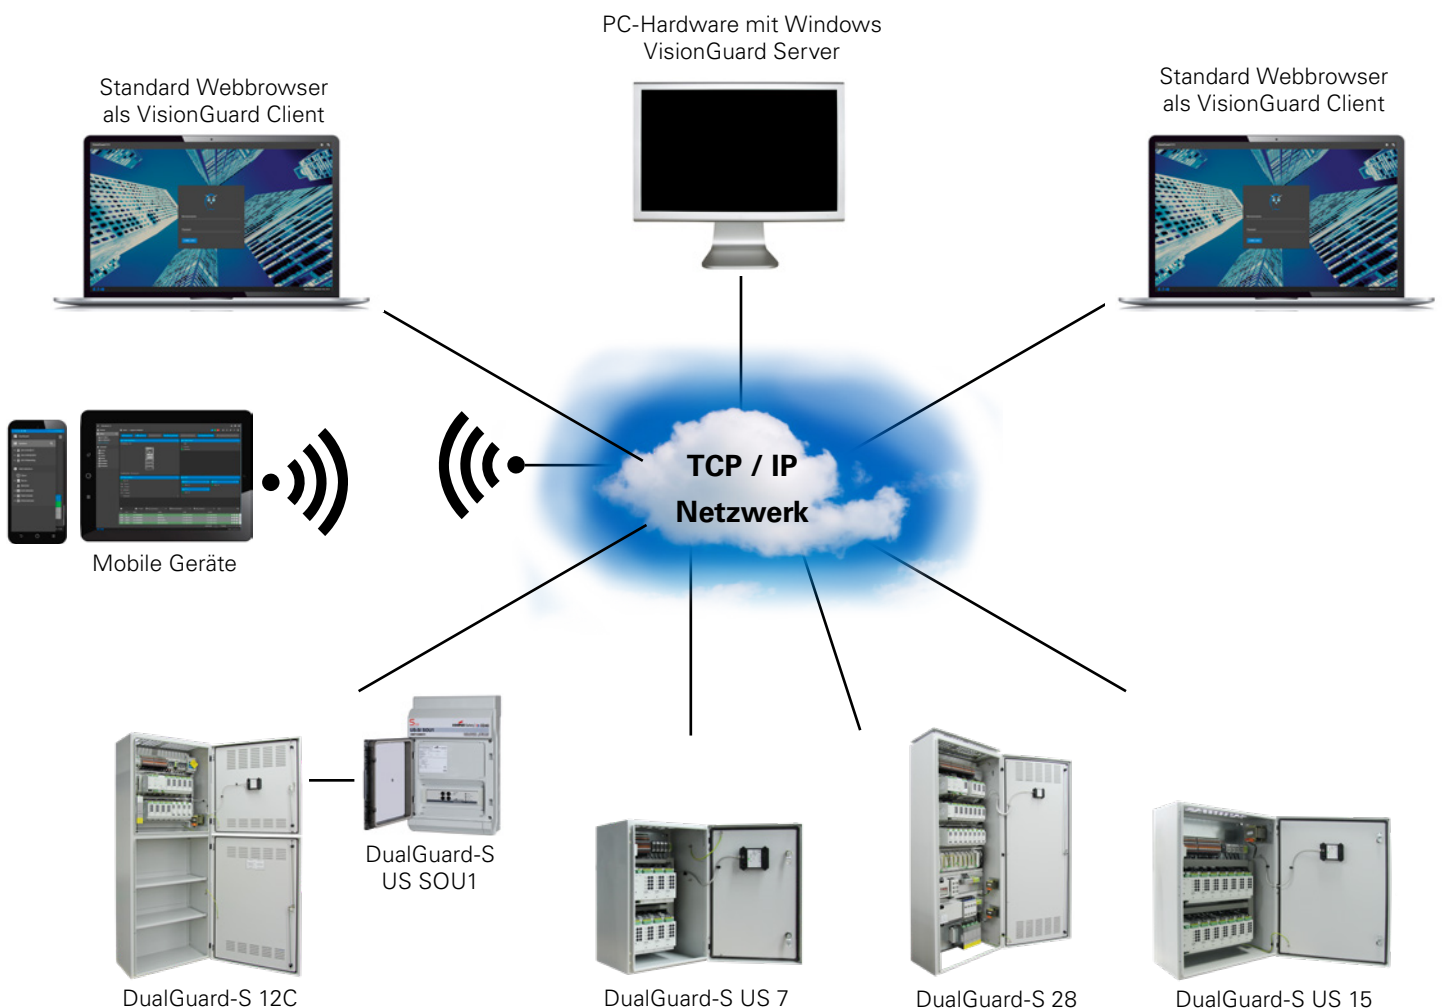 PC-Hardware mit Windows
VisionGuard Server
Standard Webbrowser
als VisionGuard Client
Standard Webbrowser
als VisionGuard Client
TCP / IP
Netzwerk
Mobile Geräte
DualGuard-S
US SOU1
DualGuard-S 12C
DualGuard-S US 7
DualGuard-S 28
DualGuard-S US 15